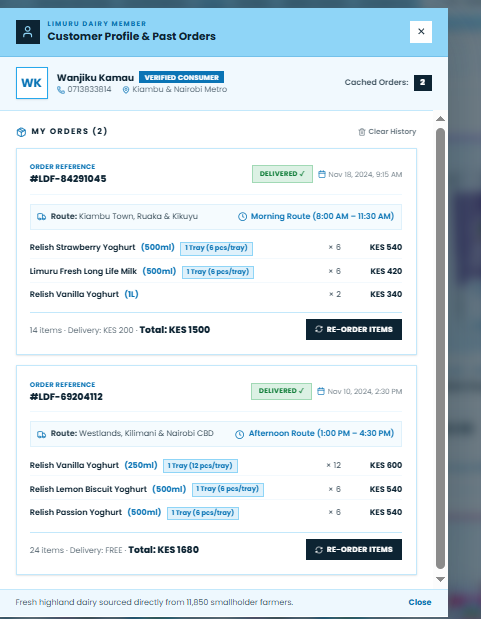 LIMURU DAIRY MEMBER
Customer Profile & Past Orders
×
WK
Wanjiku Kamau VERIFIED CONSUMER
0713833814 Kiambu & Nairobi Metro
Cached Orders: 2
MY ORDERS (2) Clear History
ORDER REFERENCE
#LDF-84291045
DELIVERED ✓ Nov 18, 2024, 9:15 AM
Route: Kiambu Town, Ruaka & Kikuyu Morning Route (8:00 AM – 11:30 AM)
Relish Strawberry Yoghurt (500ml) 1 Tray (6 pcs/tray) × 6 KES 540
Limuru Fresh Long Life Milk (500ml) 1 Tray (6 pcs/tray) × 6 KES 420
Relish Vanilla Yoghurt (1L) × 2 KES 340
14 items · Delivery: KES 200 · Total: KES 1500 RE-ORDER ITEMS
ORDER REFERENCE
#LDF-69204112
DELIVERED ✓ Nov 10, 2024, 2:30 PM
Route: Westlands, Kilimani & Nairobi CBD Afternoon Route (1:00 PM – 4:30 PM)
Relish Vanilla Yoghurt (250ml) 1 Tray (12 pcs/tray) × 12 KES 600
Relish Lemon Biscuit Yoghurt (500ml) 1 Tray (6 pcs/tray) × 6 KES 540
Relish Passion Yoghurt (500ml) 1 Tray (6 pcs/tray) × 6 KES 540
24 items · Delivery: FREE · Total: KES 1680 RE-ORDER ITEMS
Fresh highland dairy sourced directly from 11,850 smallholder farmers. Close